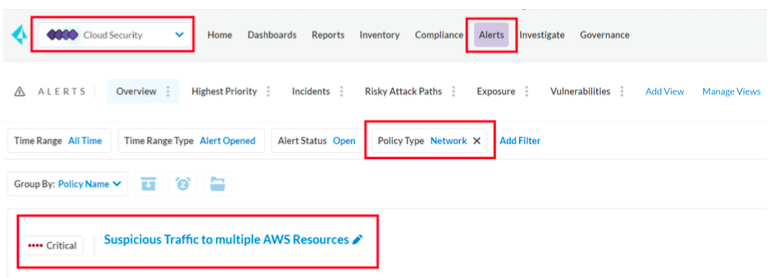 Cloud Security Home Dashboards Reports Inventory Compliance Alerts Investigate Governance
ALERTS Overview Highest Priority Incidents Risky Attack Paths Exposure Vulnerabilities Add View Manage Views
Time Range All Time Time Range Type Alert Opened Alert Status Open Policy Type Network Add Filter
Group By: Policy Name
Critical Suspicious Traffic to multiple AWS Resources